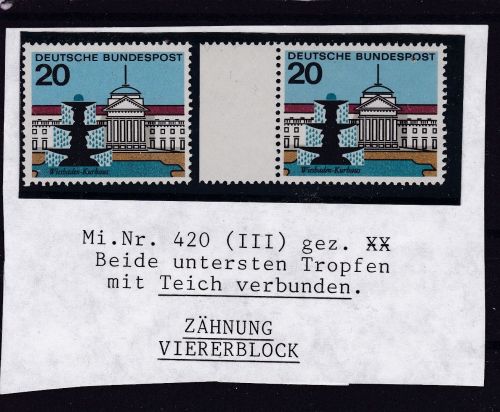 DEUTSCHE BUNDESPOST
20
Wiesbaden-Kurhaus
DEUTSCHE BUNDESPOST
20
Wiesbaden-Kurhaus
Mi.Nr. 420 (III) gez. XX
Beide untersten Tropfen
mit Teich verbunden.
ZÄHNUNG
VIERERBLOCK